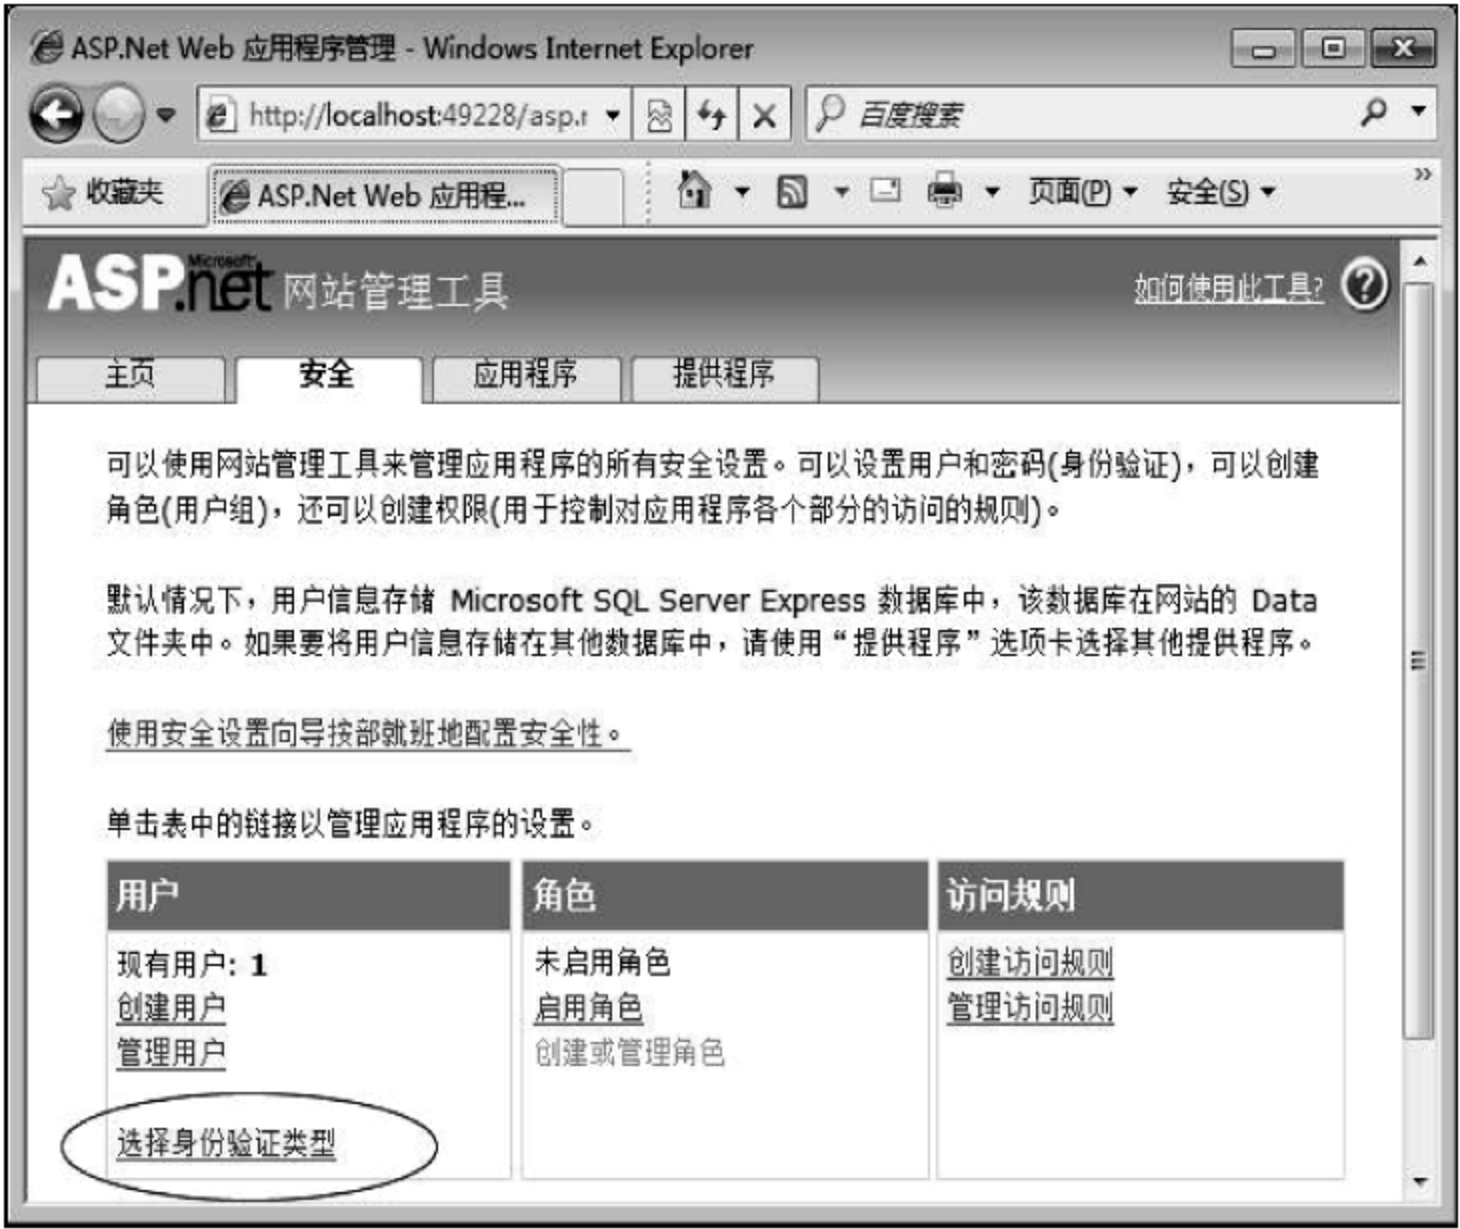 ASP.Net Web 应用程序管理 - Windows Internet Explorer
http://localhost:49228/asp.r
百度搜索
收藏夹
ASP.Net Web 应用程...
页面(P)
安全(S)
»
Microsoft
ASP.net 网站管理工具
如何使用此工具?
主页
安全
应用程序
提供程序
可以使用网站管理工具来管理应用程序的所有安全设置。可以设置用户和密码(身份验证)，可以创建
角色(用户组)，还可以创建权限(用于控制对应用程序各个部分的访问的规则)。
默认情况下，用户信息存储 Microsoft SQL Server Express 数据库中，该数据库在网站的 Data
文件夹中。如果要将用户信息存储在其他数据库中，请使用“提供程序”选项卡选择其他提供程序。
使用安全设置向导按部就班地配置安全性。
单击表中的链接以管理应用程序的设置。
用户
现有用户: 1
创建用户
管理用户
选择身份验证类型
角色
未启用角色
启用角色
创建或管理角色
访问规则
创建访问规则
管理访问规则